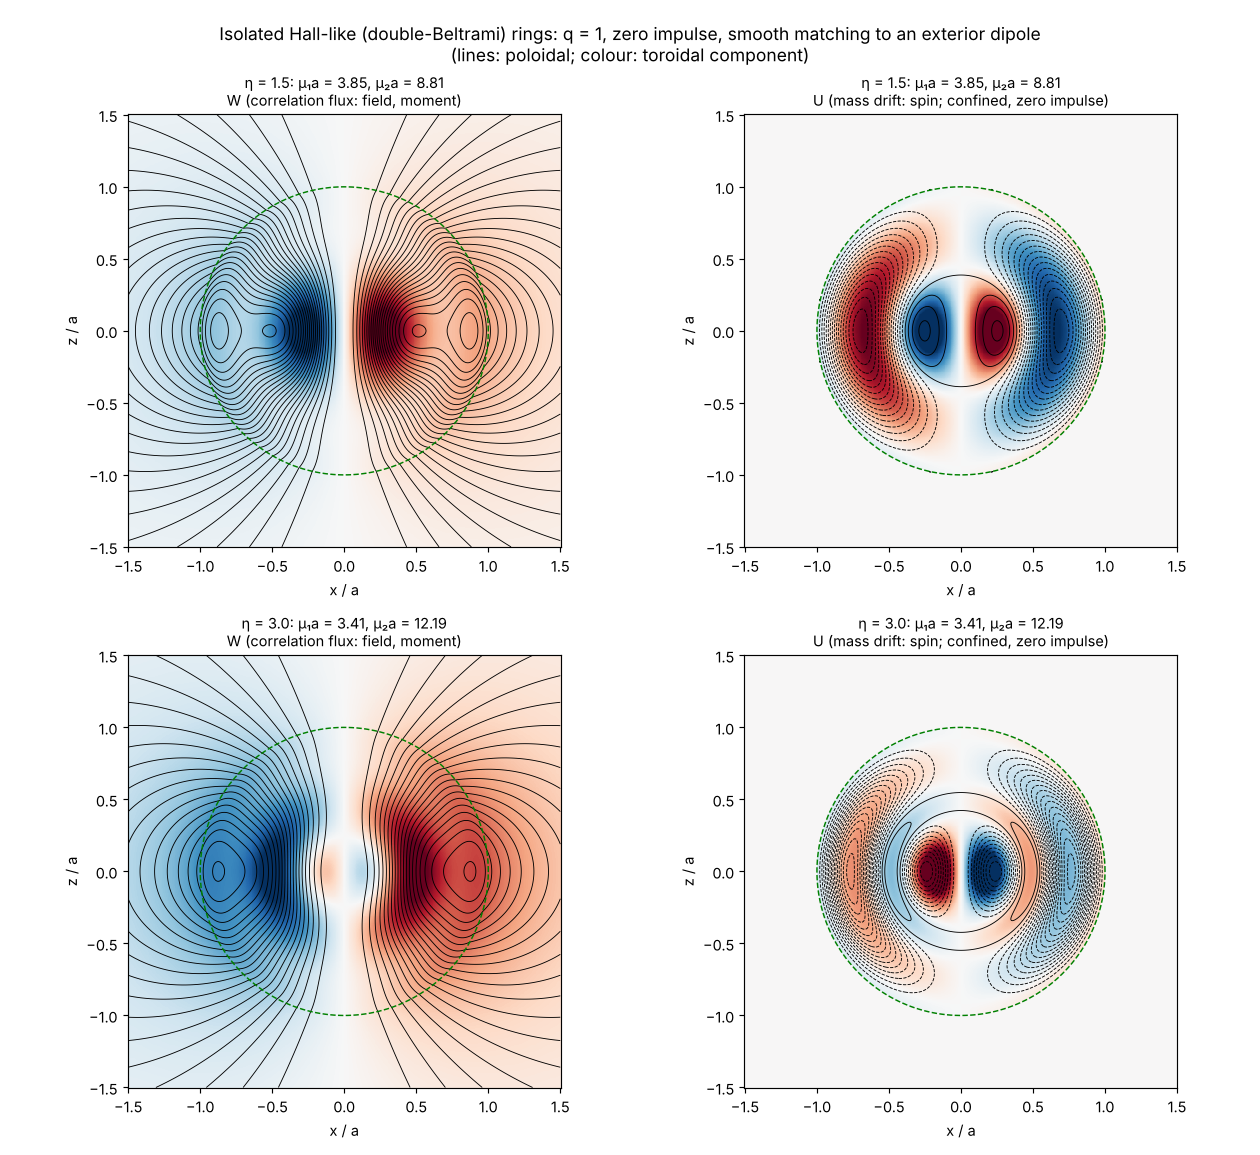 Isolated Hall-like (double-Beltrami) rings: q = 1, zero impulse, smooth matching to an exterior dipole
(lines: poloidal; colour: toroidal component)
η = 1.5: μ₁a = 3.85, μ₂a = 8.81
W (correlation flux: field, moment)
η = 1.5: μ₁a = 3.85, μ₂a = 8.81
U (mass drift: spin; confined, zero impulse)
1.5
1.0
0.5
0.0
−0.5
−1.0
−1.5
z / a
−1.5 −1.0 −0.5 0.0 0.5 1.0 1.5
x / a
1.5
1.0
0.5
0.0
−0.5
−1.0
−1.5
z / a
−1.5 −1.0 −0.5 0.0 0.5 1.0 1.5
x / a
η = 3.0: μ₁a = 3.41, μ₂a = 12.19
W (correlation flux: field, moment)
η = 3.0: μ₁a = 3.41, μ₂a = 12.19
U (mass drift: spin; confined, zero impulse)
1.5
1.0
0.5
0.0
−0.5
−1.0
−1.5
z / a
−1.5 −1.0 −0.5 0.0 0.5 1.0 1.5
x / a
1.5
1.0
0.5
0.0
−0.5
−1.0
−1.5
z / a
−1.5 −1.0 −0.5 0.0 0.5 1.0 1.5
x / a